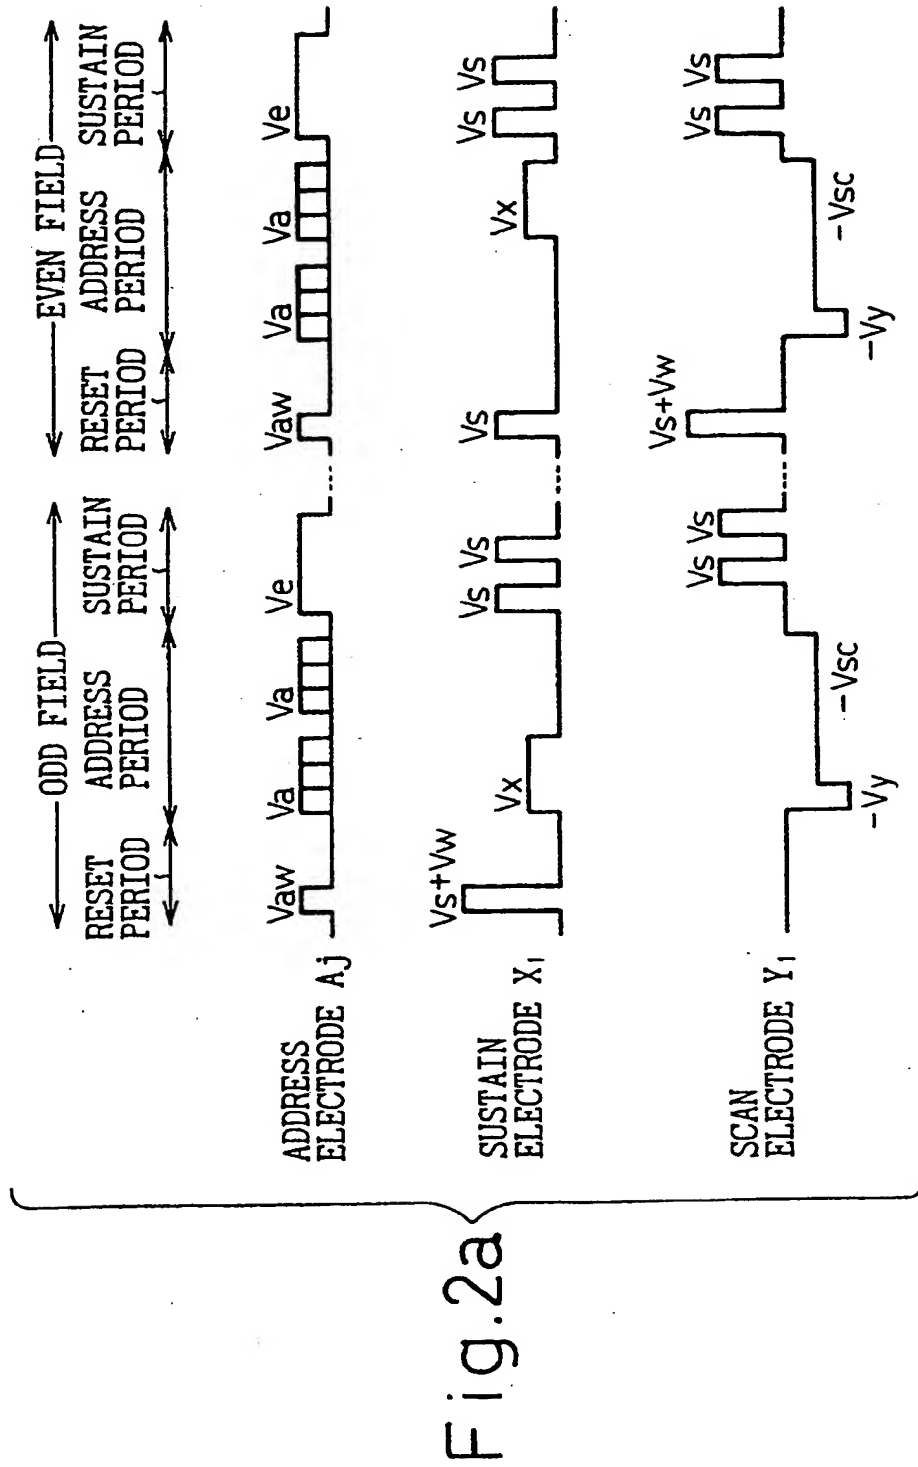 ODD FIELD
EVEN FIELD
RESET
PERIOD
ADDRESS
PERIOD
SUSTAIN
PERIOD
RESET
PERIOD
ADDRESS
PERIOD
SUSTAIN
PERIOD
ADDRESS
ELECTRODE Aj
Vaw
Va
Va
Ve
Vaw
Va
Va
Ve
SUSTAIN
ELECTRODE X1
Vs+Vw
Vx
Vs
Vs
Vs
Vx
Vs
Vs
SCAN
ELECTRODE Y1
-Vy
-Vsc
Vs
Vs
Vs+Vw
-Vy
-Vsc
Vs
Vs
Fig.2a